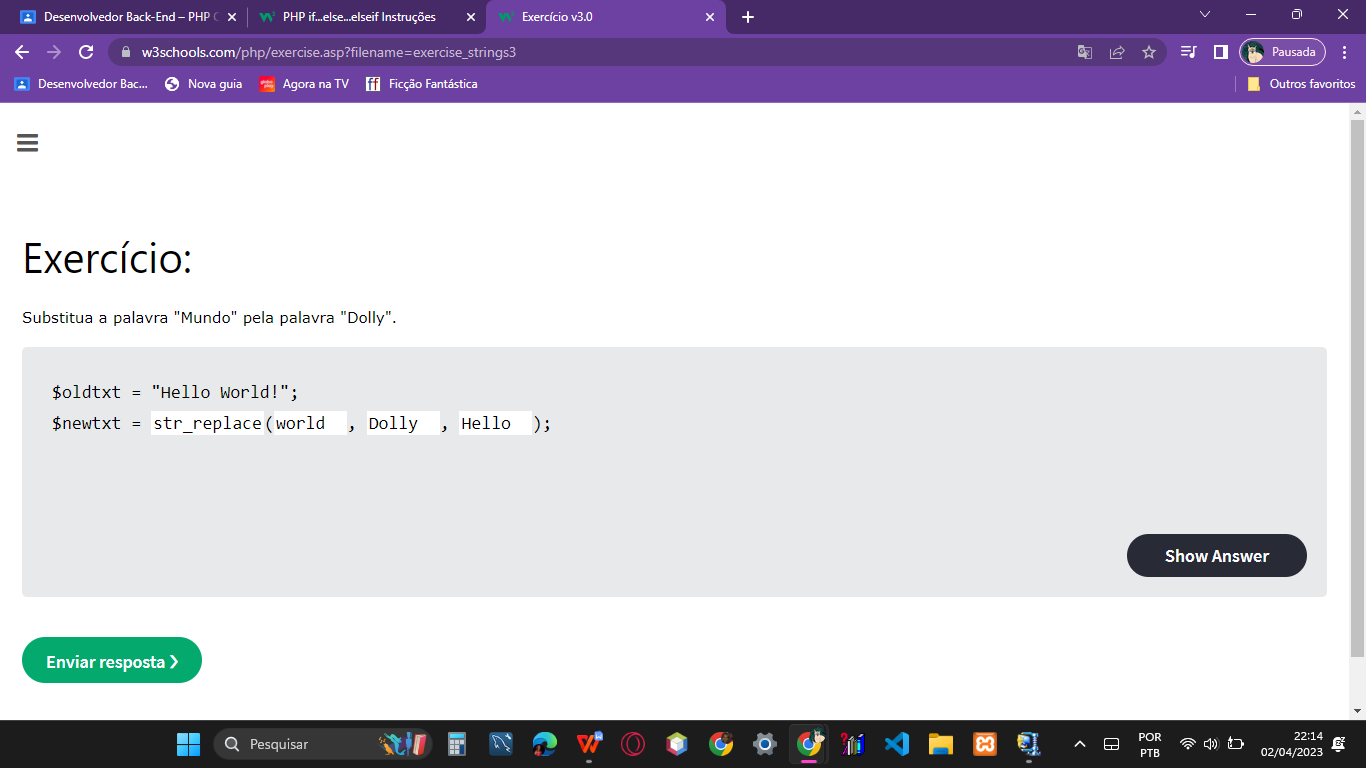 Desenvolvedor Back-End – PHP C
PHP if...else...elseif Instruções
Exercício v3.0
w3schools.com/php/exercise.asp?filename=exercise_strings3
Pausada
Desenvolvedor Bac...
Nova guia
Agora na TV
Ficção Fantástica
Outros favoritos
Exercício:
Substitua a palavra "Mundo" pela palavra "Dolly".
$oldtxt = "Hello World!";
$newtxt = str_replace(world , Dolly , Hello );
Show Answer
Enviar resposta ❯
Pesquisar
POR
PTB
22:14
02/04/2023